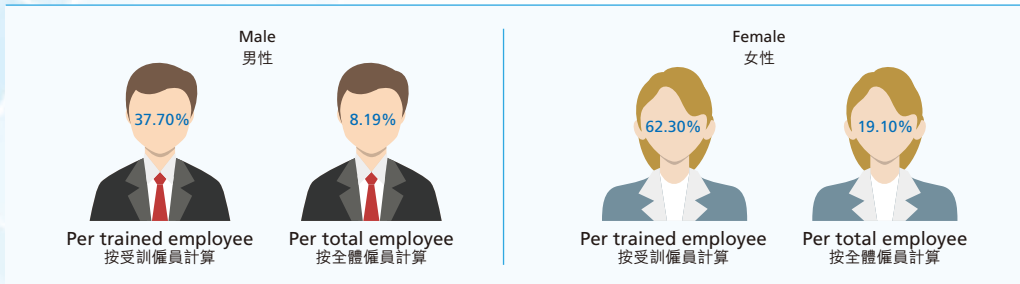 Male
男性
37.70%
8.19%
Per trained employee
按受訓僱員計算
Per total employee
按全體僱員計算
Female
女性
62.30%
19.10%
Per trained employee
按受訓僱員計算
Per total employee
按全體僱員計算